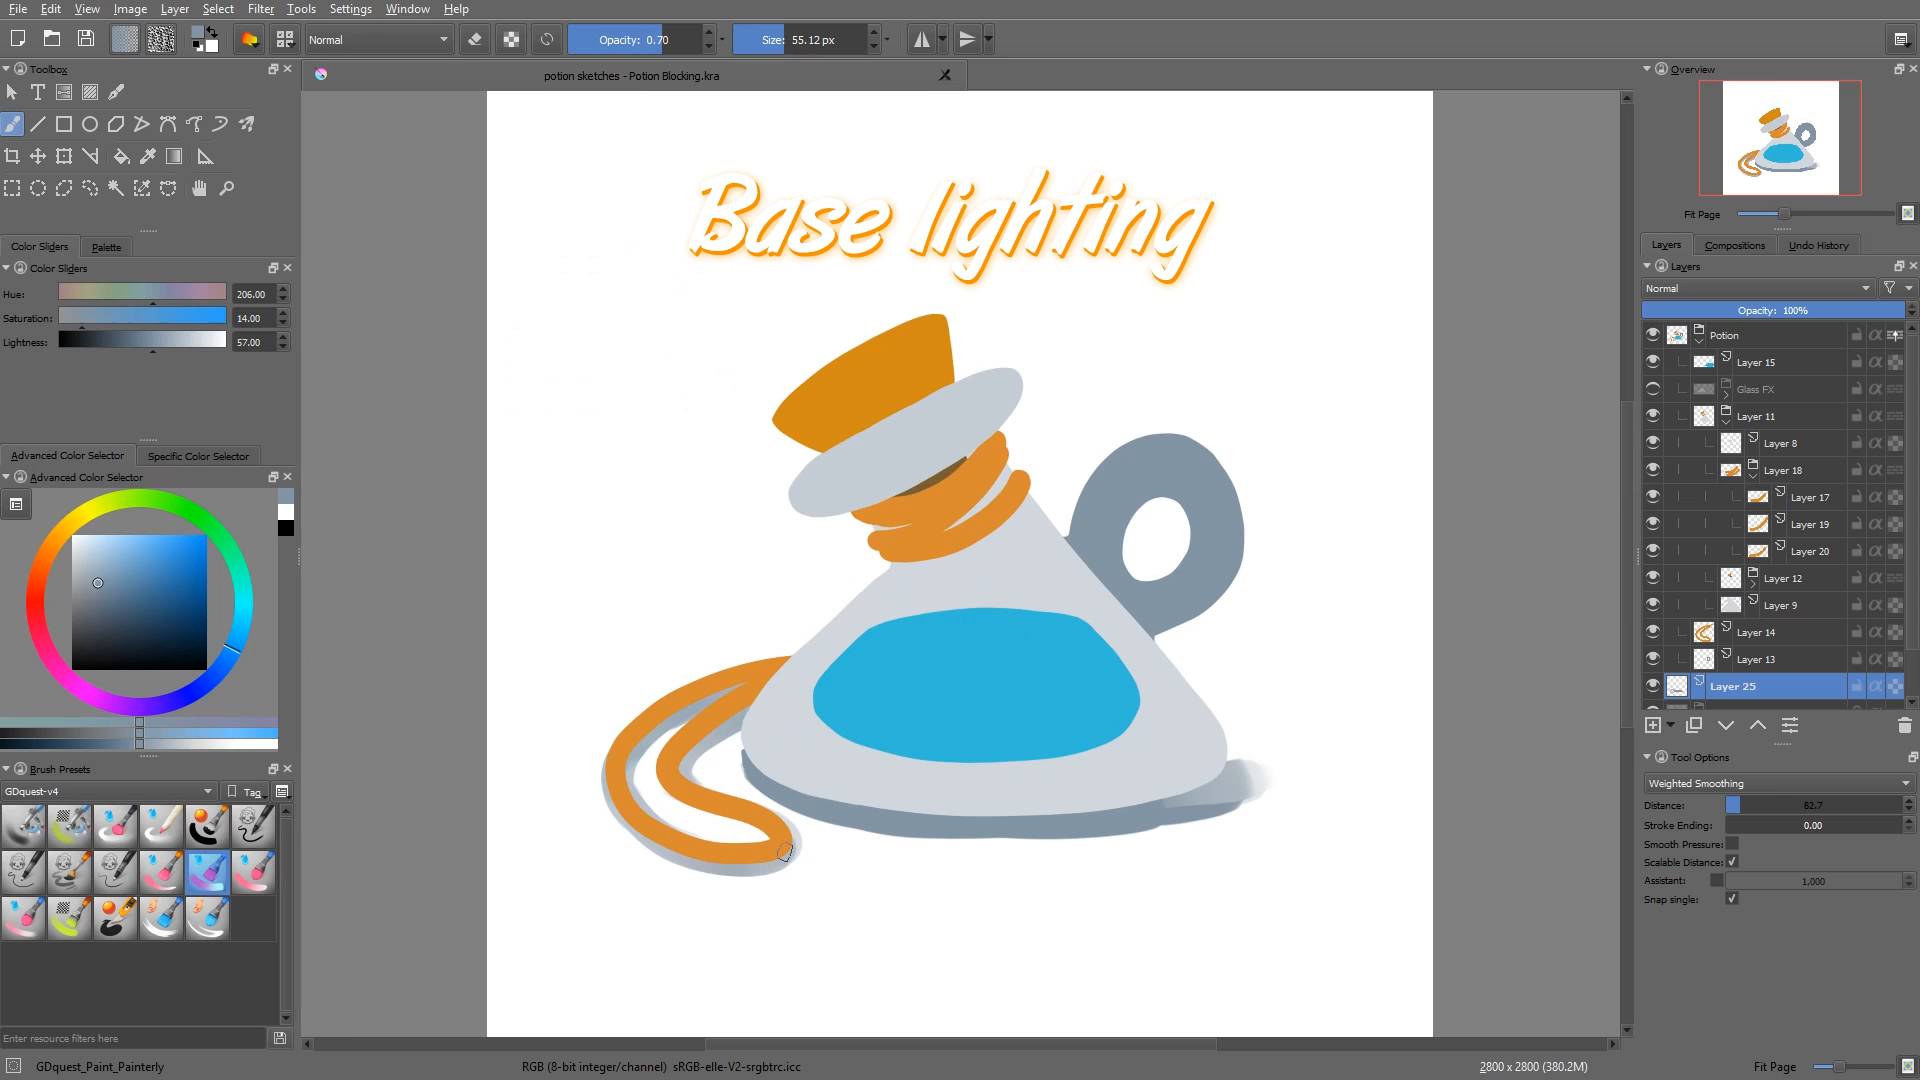 File Edit View Image Layer Select Filter Tools Settings Window Help
Normal Opacity: 0.70 Size: 55.12 px
Toolbox
potion sketches - Potion Blocking.kra
Overview
Fit Page
Color Sliders Palette
Color Sliders
Hue: 206.00
Saturation: 14.00
Lightness: 57.00
Base lighting
Layers Compositions Undo History
Layers
Normal
Opacity: 100%
Potion
Layer 15
Glass FX
Layer 11
Layer 8
Layer 18
Layer 17
Layer 19
Layer 20
Layer 12
Layer 9
Layer 14
Layer 13
Layer 25
Advanced Color Selector Specific Color Selector
Advanced Color Selector
Brush Presets
GDquest-v4 Tag
Enter resource filters here
Tool Options
Weighted Smoothing
Distance: 82.7
Stroke Ending: 0.00
Smooth Pressure:
Scalable Distance:
Assistant: 1,000
Snap single:
GDquest_Paint_Painterly RGB (8-bit integer/channel) sRGB-elle-V2-srgbtrc.icc 2800 x 2800 (380.2M) Fit Page